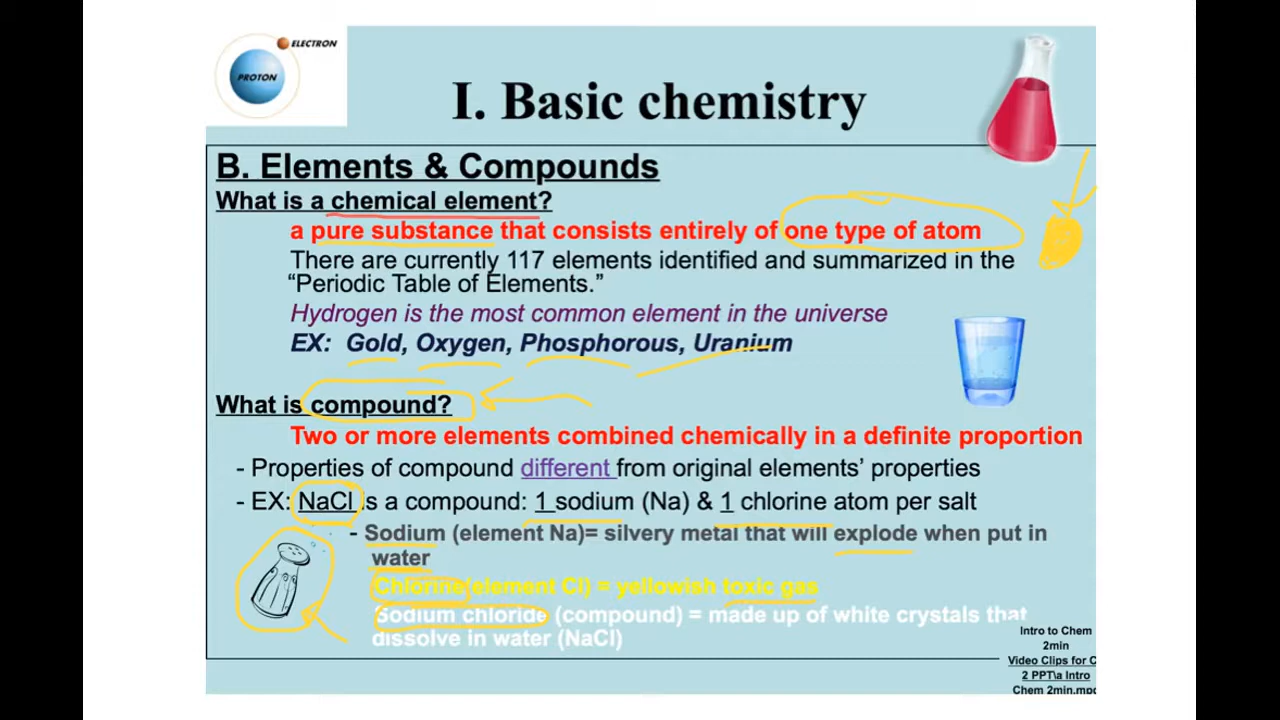 ELECTRON
PROTON
I. Basic chemistry
B. Elements & Compounds
What is a chemical element?
a pure substance that consists entirely of one type of atom
There are currently 117 elements identified and summarized in the
“Periodic Table of Elements.”
Hydrogen is the most common element in the universe
EX: Gold, Oxygen, Phosphorous, Uranium
What is compound?
Two or more elements combined chemically in a definite proportion
- Properties of compound different from original elements’ properties
- EX: NaCl is a compound: 1 sodium (Na) & 1 chlorine atom per salt
- Sodium (element Na)= silvery metal that will explode when put in
water
Chlorine (element Cl) = yellowish toxic gas
Sodium chloride (compound) = made up of white crystals that
dissolve in water (NaCl)
Intro to Chem
2min
Video Clips for C
2 PPT\a Intro
Chem 2min.mpg